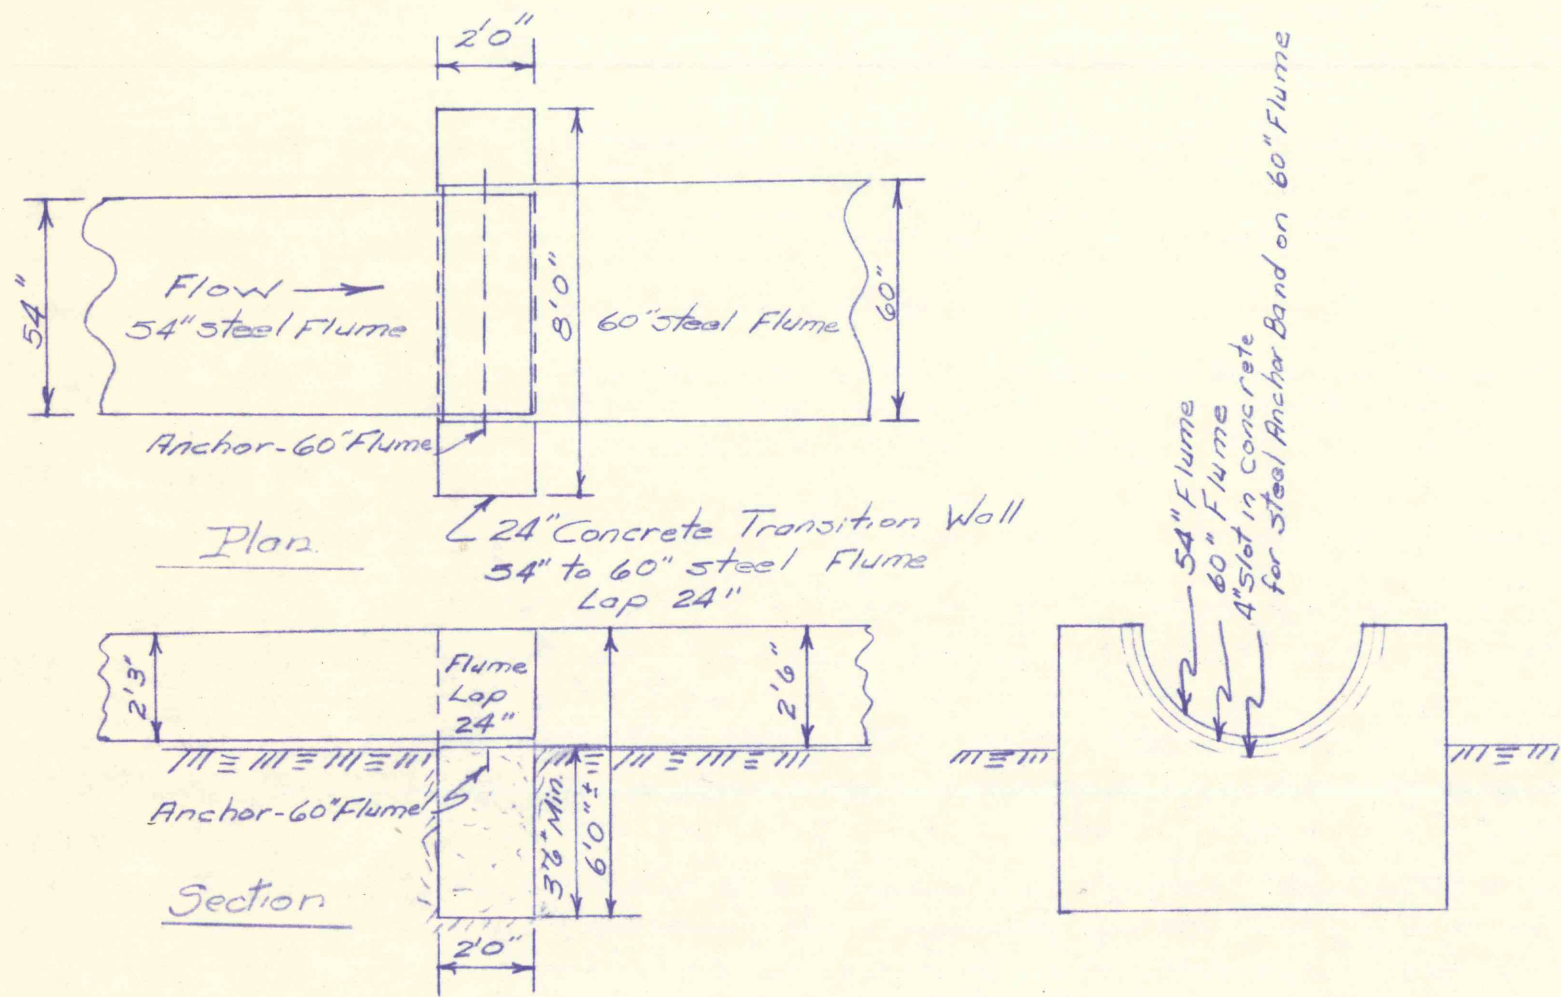 2'0"
54"
Flow
54" steel Flume
8'0"
60" steel Flume
60"
Anchor-60" Flume
Plan
24" Concrete Transition Wall
54" to 60" steel Flume
Lap 24"
2'3"
Flume
Lap
24"
2'6"
Anchor-60" Flume
3'6" Min.
6'0" ±
Section
2'0"
54" Flume
60" Flume
4" slot in concrete
for steel Anchor Band on 60" Flume